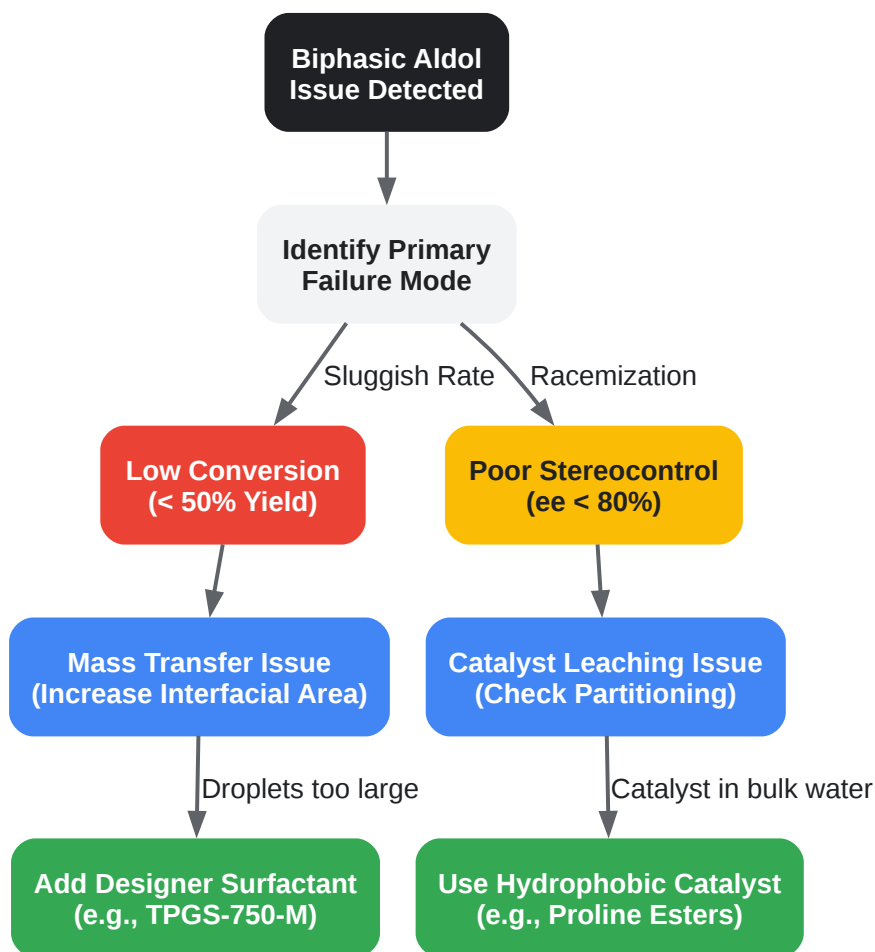 Biphasic Aldol
Issue Detected
Identify Primary
Failure Mode
Sluggish Rate
Racemization
Low Conversion
(< 50% Yield)
Poor Stereocontrol
(ee < 80%)
Mass Transfer Issue
(Increase Interfacial Area)
Catalyst Leaching Issue
(Check Partitioning)
Droplets too large
Catalyst in bulk water
Add Designer Surfactant
(e.g., TPGS-750-M)
Use Hydrophobic Catalyst
(e.g., Proline Esters)